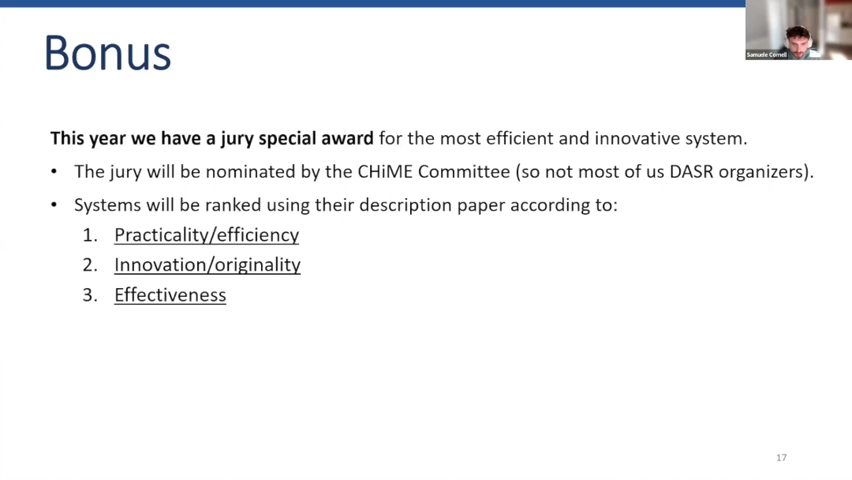 Bonus
Samuele Cornell
This year we have a jury special award for the most efficient and innovative system.
• The jury will be nominated by the CHiME Committee (so not most of us DASR organizers).
• Systems will be ranked using their description paper according to:
1. Practicality/efficiency
2. Innovation/originality
3. Effectiveness
17